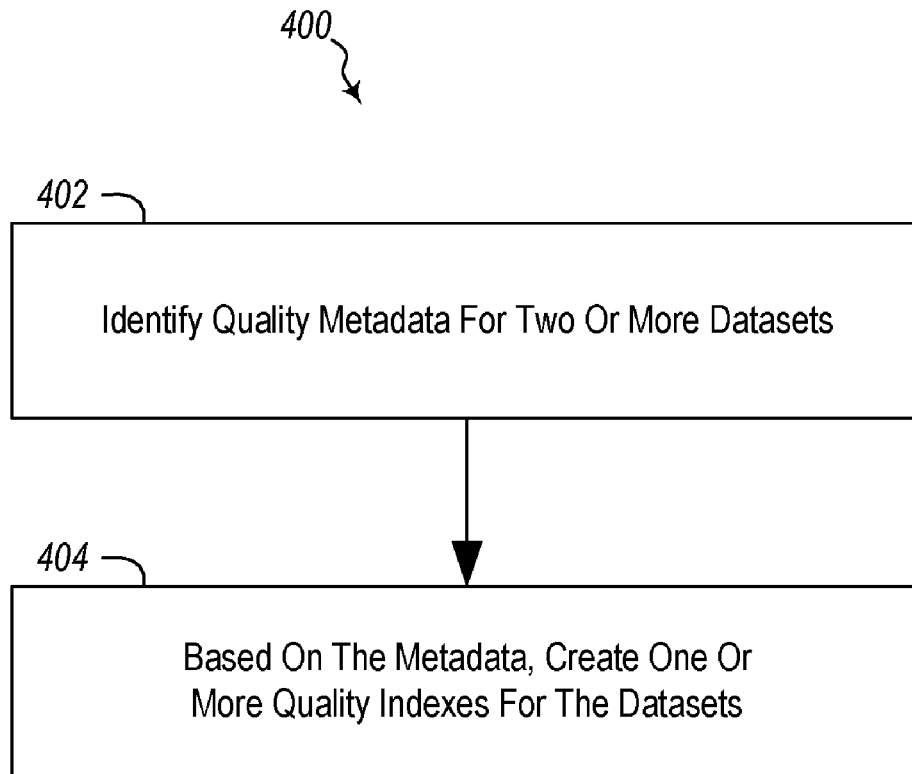 400
402
Identify Quality Metadada For Two Or More Datasets
404
Based On The Metadata, Create One Or
More Quality Indexes For The Datasets